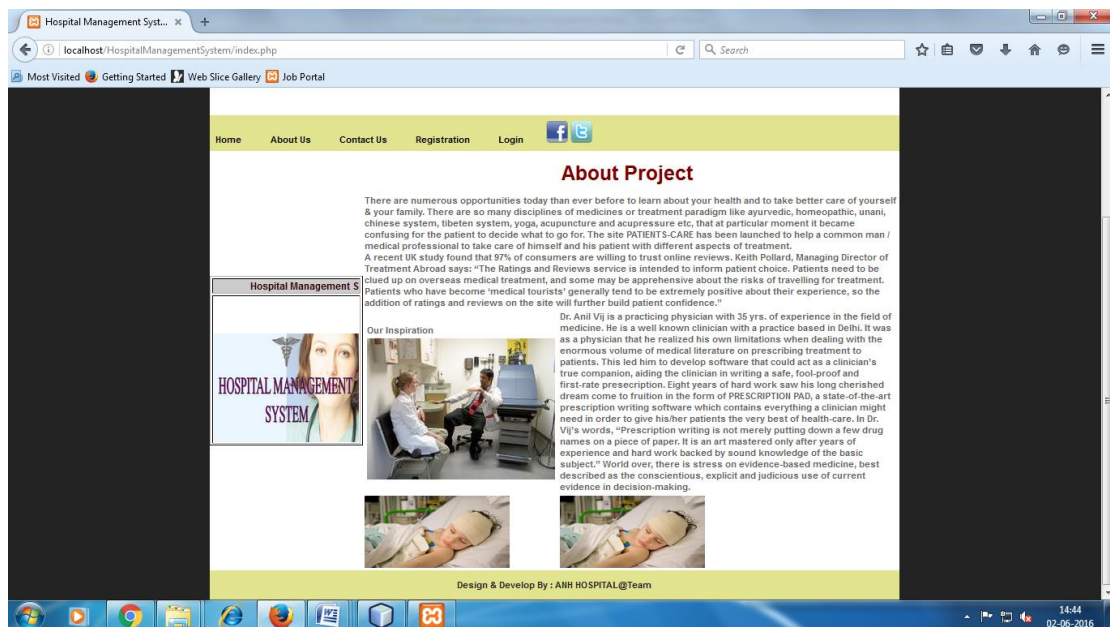 Hospital Management Syst...
localhost/HospitalManagementSystem/index.php
Search
Most Visited Getting Started Web Slice Gallery Job Portal
Home About Us Contact Us Registration Login
About Project
There are numerous opportunities today than ever before to learn about your health and to take better care of yourself
& your family. There are so many disciplines of medicines or treatment paradigm like ayurvedic, homeopathic, unani,
chinese system, tibeten system, yoga, acupuncture and acupressure etc, that at particular moment it became
confusing for the patient to decide what to go for. The site PATIENTS-CARE has been launched to help a common man /
medical professional to take care of himself and his patient with different aspects of treatment.
A recent UK study found that 97% of consumers are willing to trust online reviews. Keith Pollard, Managing Director of
Treatment Abroad says: “The Ratings and Reviews service is intended to inform patient choice. Patients need to be
clued up on overseas medical treatment, and some may be apprehensive about the risks of travelling for treatment.
Patients who have become ‘medical tourists’ generally tend to be extremely positive about their experience, so the
addition of ratings and reviews on the site will further build patient confidence.”
Hospital Management S
HOSPITAL MANAGEMENT
SYSTEM
Our Inspiration
Dr. Anil Vij is a practicing physician with 35 yrs. of experience in the field of
medicine. He is a well known clinician with a practice based in Delhi. It was
as a physician that he realized his own limitations when dealing with the
enormous volume of medical literature on prescribing treatment to
patients. This led him to develop software that could act as a clinician’s
true companion, aiding the clinician in writing a safe, fool-proof and
first-rate presecription. Eight years of hard work saw his long cherished
dream come to fruition in the form of PRESCRIPTION PAD, a state-of-the-art
prescription writing software which contains everything a clinician might
need in order to give his/her patients the very best of health-care. In Dr.
Vij’s words, “Prescription writing is not merely putting down a few drug
names on a piece of paper. It is an art mastered only after years of
experience and hard work backed by sound knowledge of the basic
subject.” World over, there is stress on evidence-based medicine, best
described as the conscientious, explicit and judicious use of current
evidence in decision-making.
Design & Develop By : ANH HOSPITAL@Team
14:44
02-06-2016